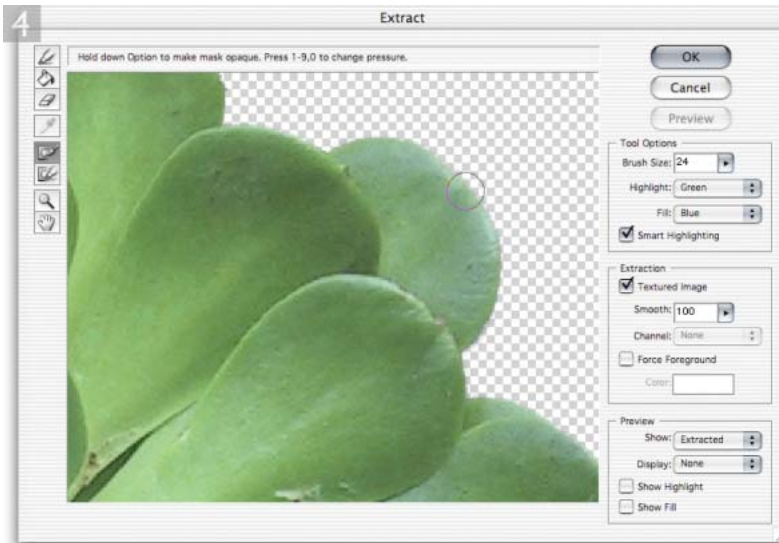 4
Extract
Hold down Option to make mask opaque. Press 1-9,0 to change pressure.
OK
Cancel
Preview
Tool Options
Brush Size: 24
Highlight: Green
Fill: Blue
Smart Highlighting
Extraction
Textured Image
Smooth: 100
Channel: None
Force Foreground
Color:
Preview
Show: Extracted
Display: None
Show Highlight
Show Fill